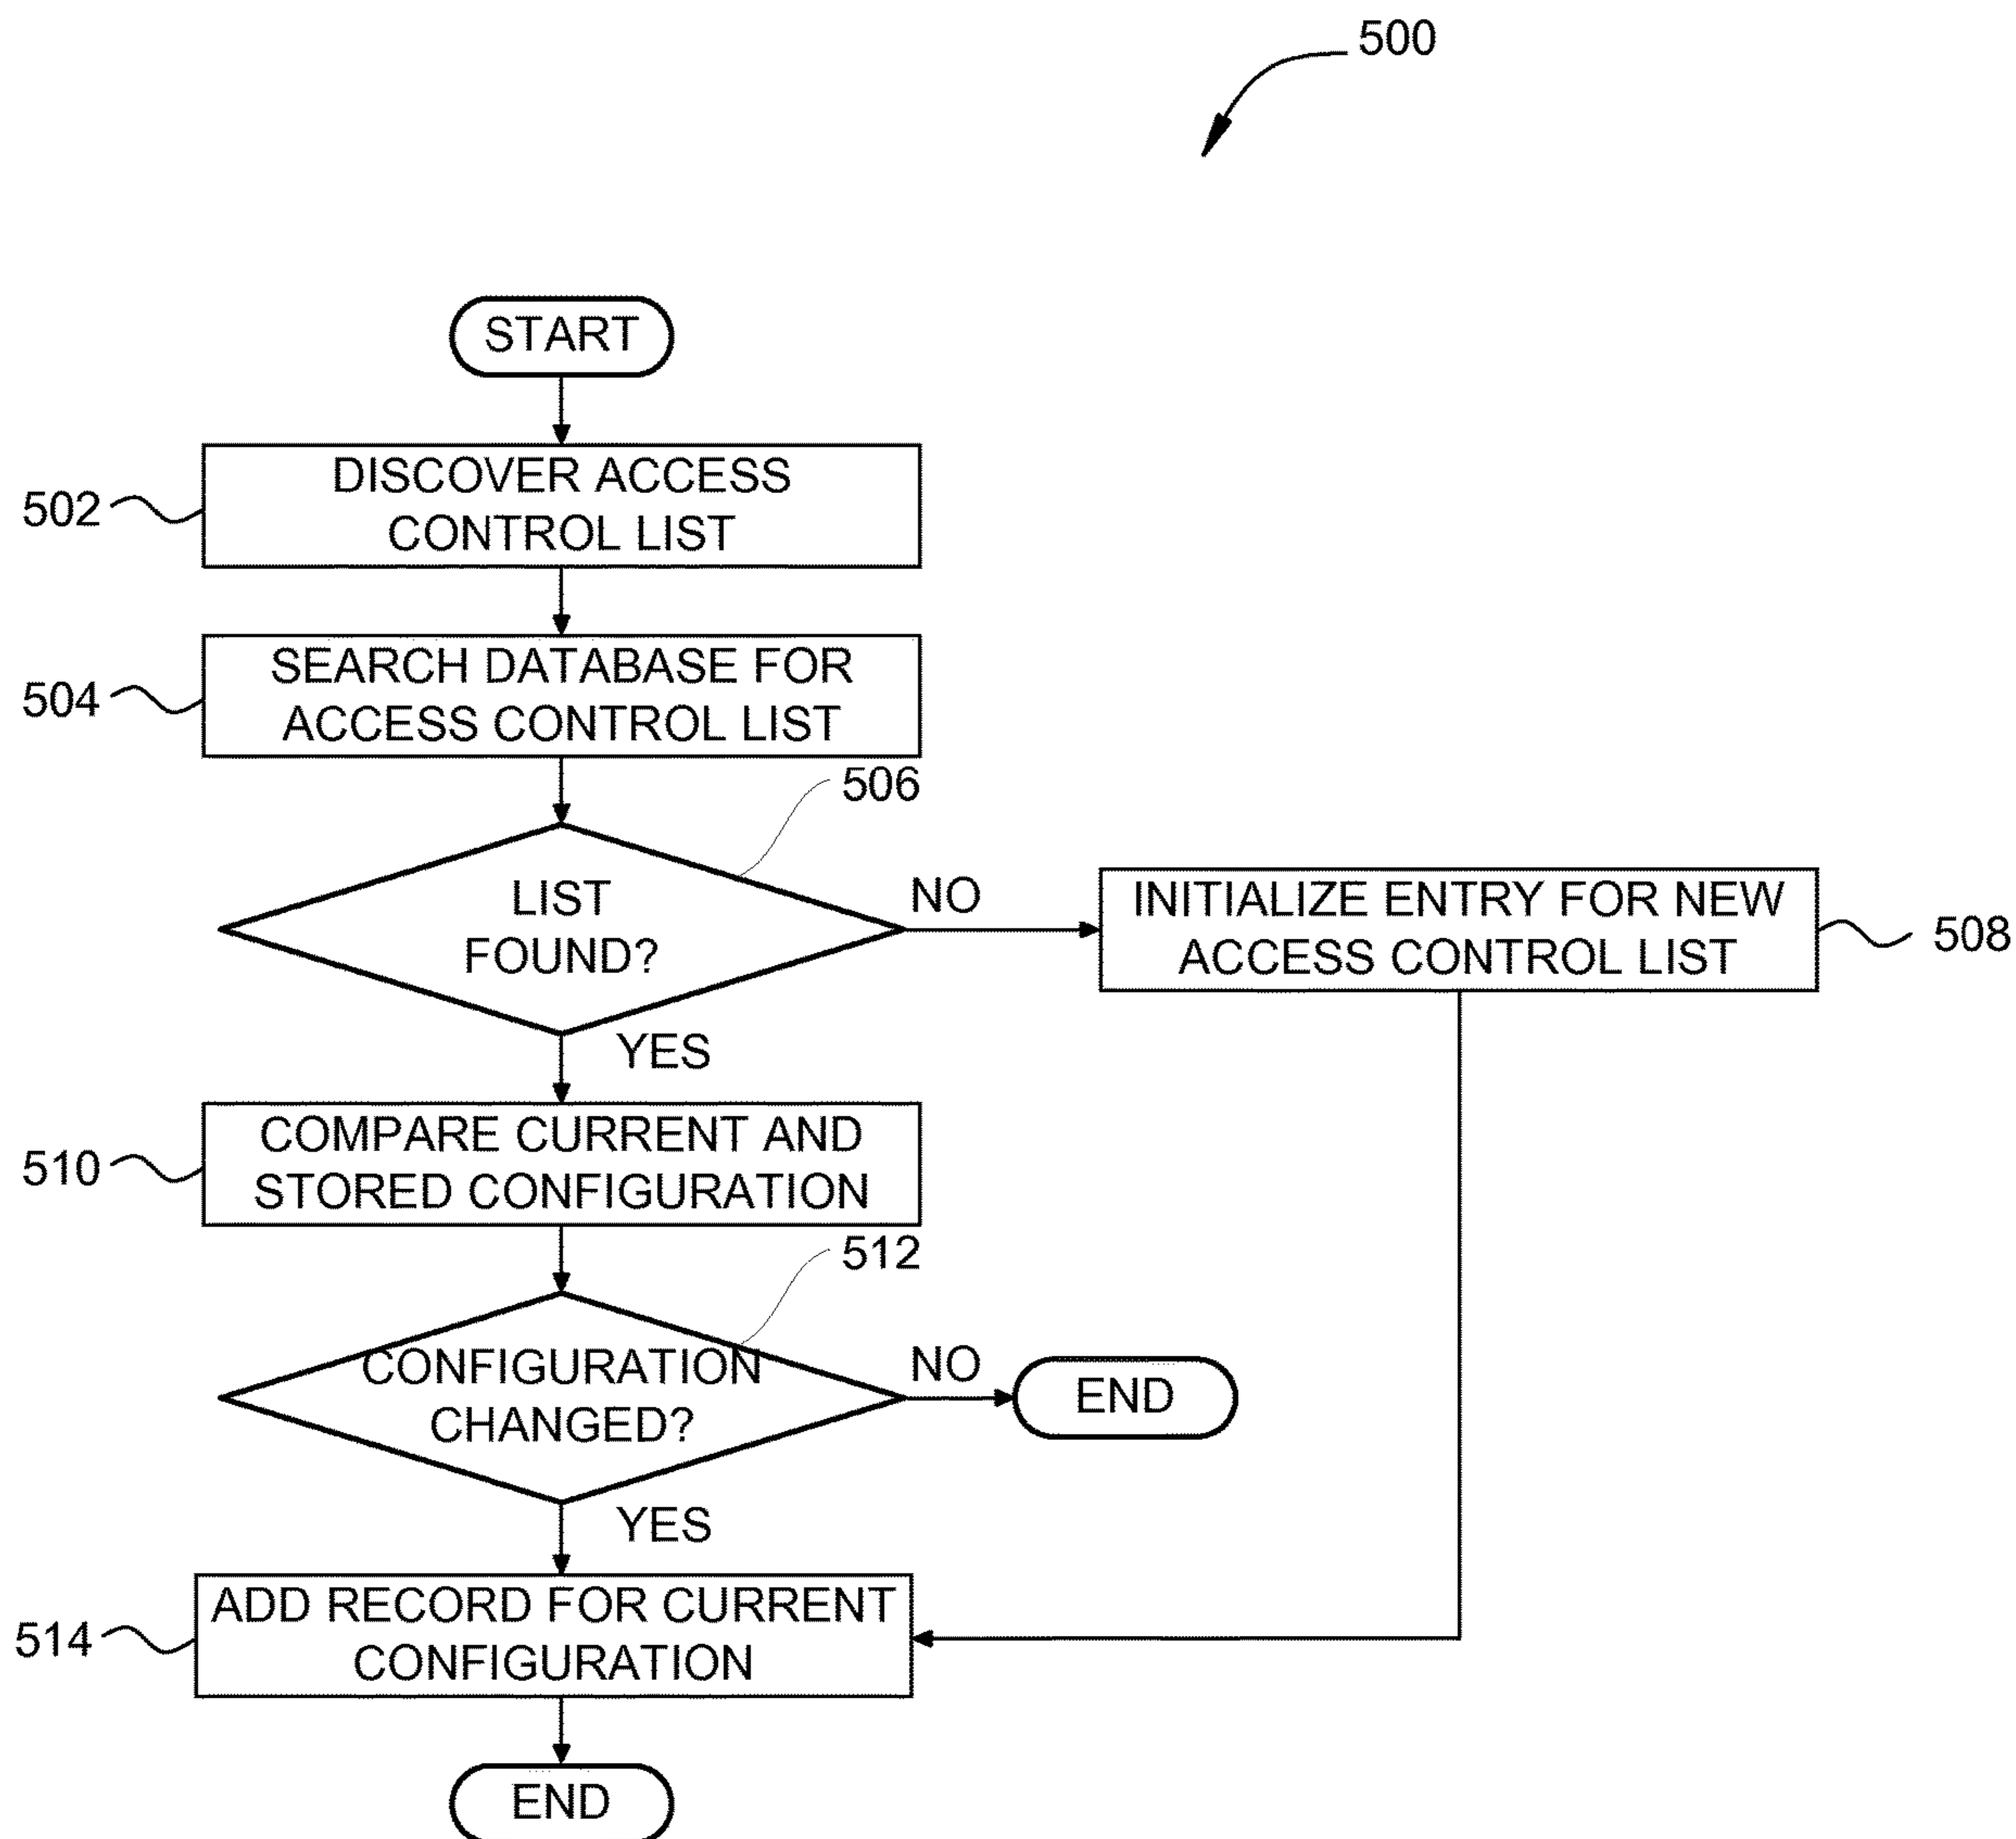 500
START
502
DISCOVER ACCESS
CONTROL LIST
504
SEARCH DATABASE FOR
ACCESS CONTROL LIST
506
LIST
FOUND?
NO
INITIALIZE ENTRY FOR NEW
ACCESS CONTROL LIST
508
YES
510
COMPARE CURRENT AND
STORED CONFIGURATION
512
CONFIGURATION
CHANGED?
NO
END
YES
514
ADD RECORD FOR CURRENT
CONFIGURATION
END